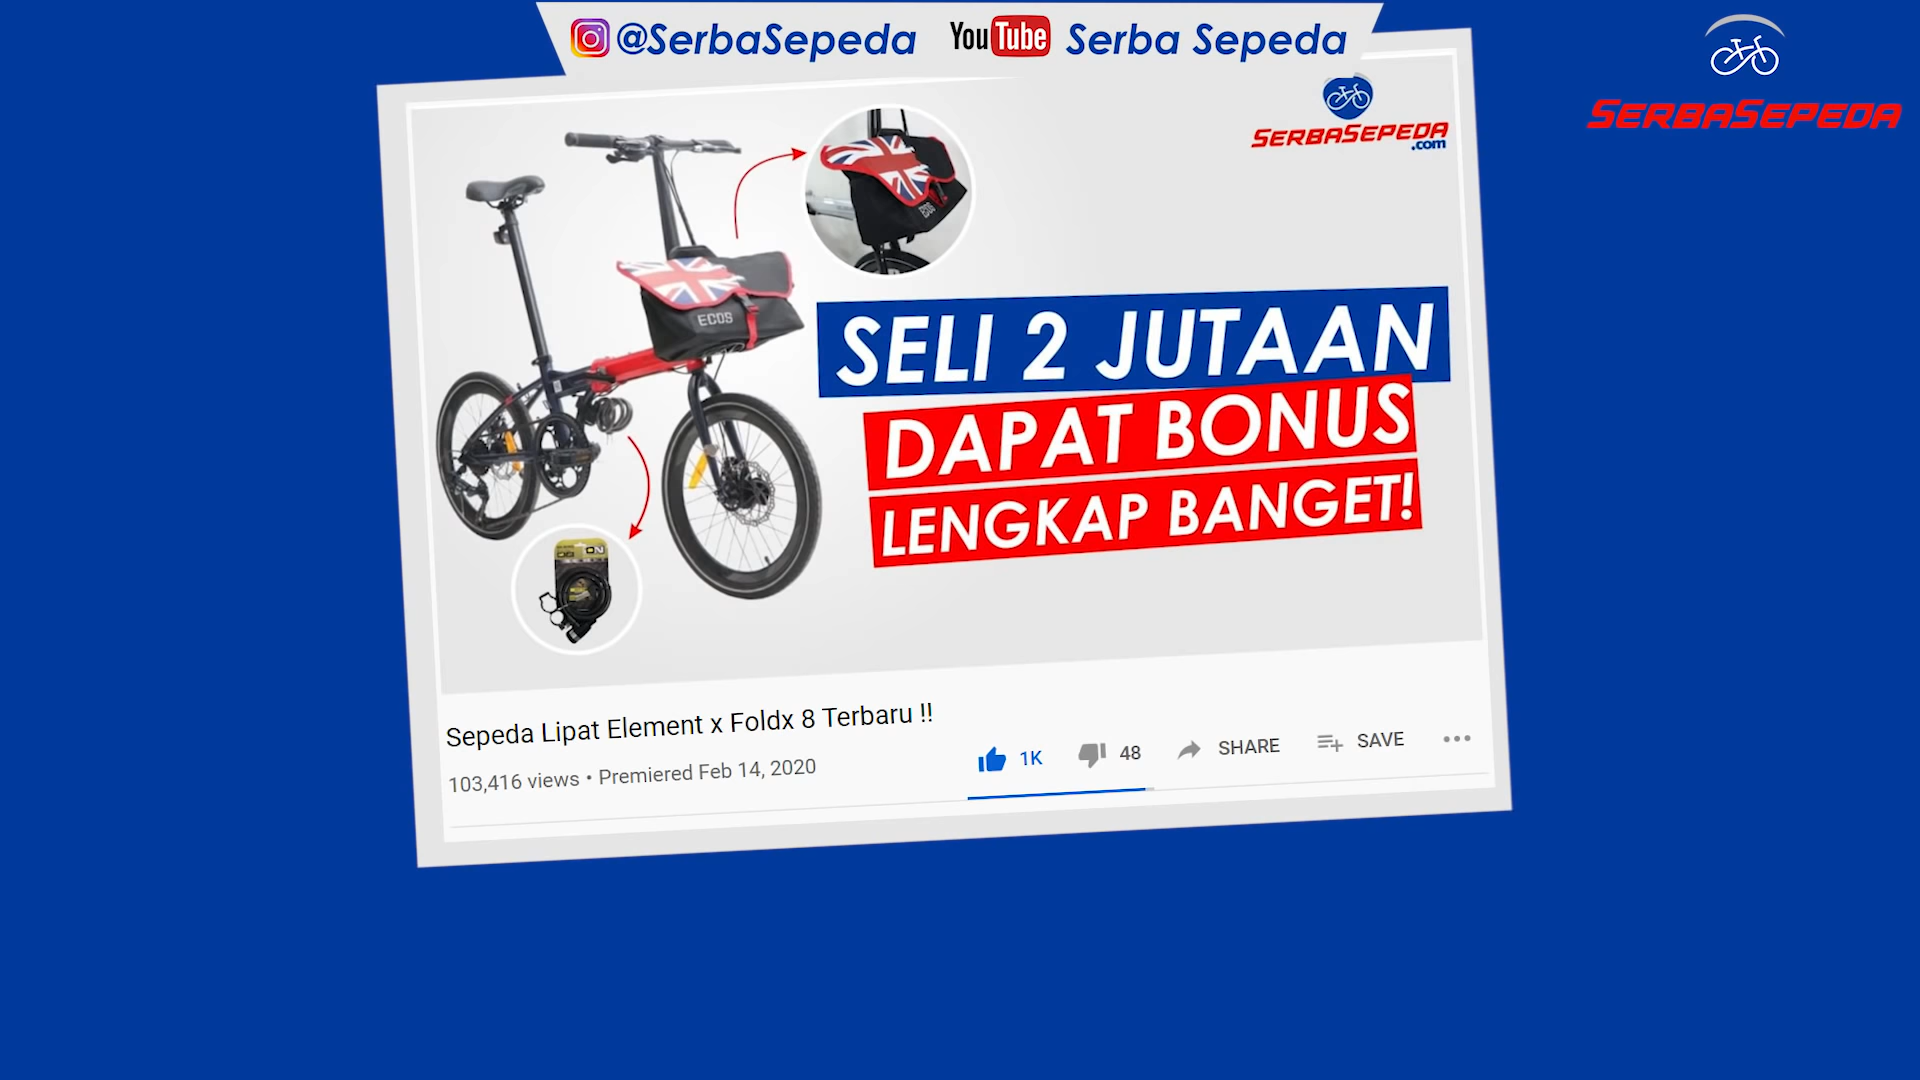 @SerbaSepeda YouTube Serba Sepeda
SERBASEPEDA
SERBASEPEDA
.com
ECOS
ECOS
SELI 2 JUTAAN
DAPAT BONUS
LENGKAP BANGET!
Sepeda Lipat Element x Foldx 8 Terbaru !!
103,416 views • Premiered Feb 14, 2020
1K 48 SHARE SAVE